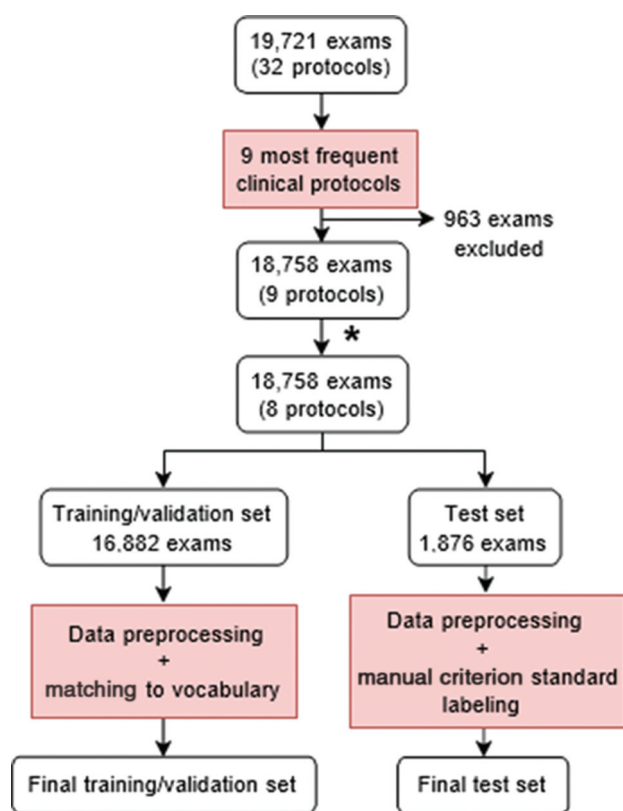 19,721 exams
(32 protocols)
9 most frequent
clinical protocols
963 exams
excluded
18,758 exams
(9 protocols)
*
18,758 exams
(8 protocols)
Training/validation set
16,882 exams
Test set
1,876 exams
Data preprocessing
+
matching to vocabulary
Data preprocessing
+
manual criterion standard
labeling
Final training/validation set
Final test set